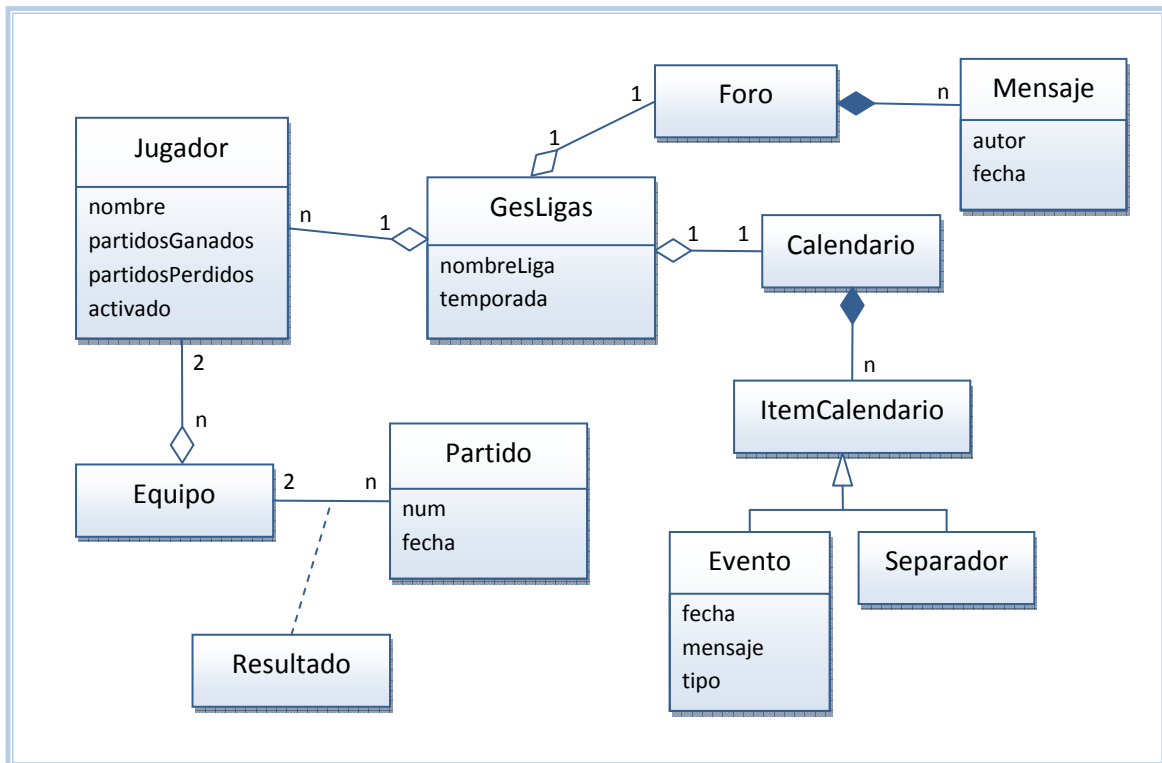 Foro
Mensaje
autor
fecha
1
n
1
Jugador
nombre
partidosGanados
partidosPerdidos
activado
n
1
GesLigas
nombreLiga
temporada
1
1
Calendario
2
n
n
ItemCalendario
Equipo
2
n
Partido
num
fecha
Evento
fecha
mensaje
tipo
Separador
Resultado